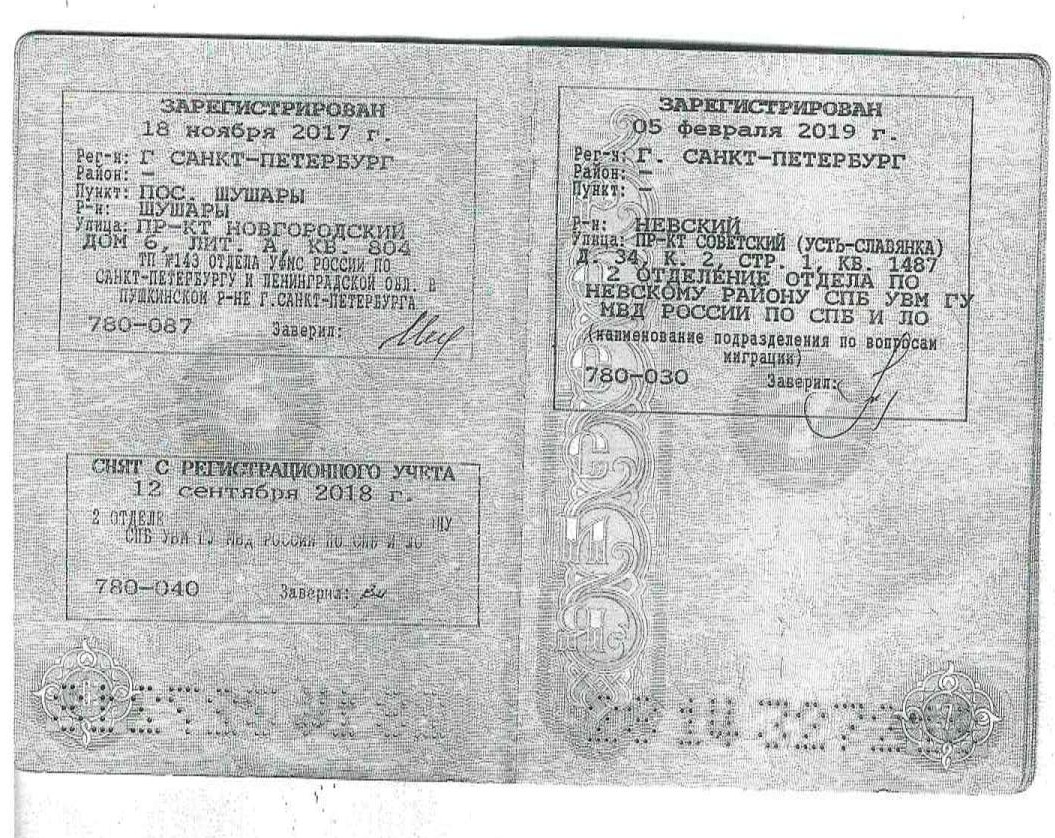 ЗАРЕГИСТРИРОВАН
18 ноября 2017 г.
Рег-н: Г САНКТ-ПЕТЕРБУРГ
Район: –
Пункт: ПОС. ШУШАРЫ
Р-н: ШУШАРЫ
Улица: ПР-КТ НОВГОРОДСКИЙ
ДОМ 6, ЛИТ. А, КВ. 804
ТП №143 ОТДЕЛА УФМС РОССИИ ПО
САНКТ-ПЕТЕРБУРГУ И ЛЕНИНГРАДСКОЙ ОБЛ. В
ПУШКИНСКОМ Р-НЕ Г.САНКТ-ПЕТЕРБУРГА
780-087 Заверил:
СНЯТ С РЕГИСТРАЦИОННОГО УЧЕТА
12 сентября 2018 г.
2 ОТДЕЛ
СПБ УВМ ГУ МВД РОССИИ ПО СПБ И ЛО
780-040 Заверил:
ЗАРЕГИСТРИРОВАН
05 февраля 2019 г.
Рег-н: Г. САНКТ-ПЕТЕРБУРГ
Район: –
Пункт: –
Р-н: НЕВСКИЙ
Улица: ПР-КТ СОВЕТСКИЙ (УСТЬ-СЛАВЯНКА)
Д. 34, К. 2, СТР. 1, КВ. 1487
2 ОТДЕЛЕНИЕ ОТДЕЛА ПО
НЕВСКОМУ РАЙОНУ СПБ УВМ ГУ
МВД РОССИИ ПО СПБ И ЛО
(наименование подразделения по вопросам
миграции)
780-030 Заверил:
7